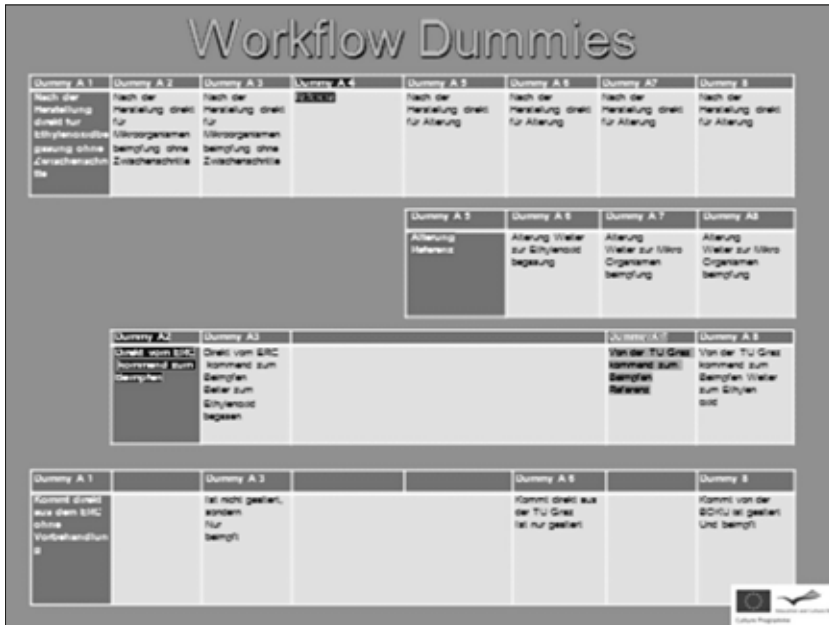 Workflow Dummies
Dummy A 1
Dummy A 2
Dummy A 3
Dummy A 4
Dummy A 5
Dummy A 6
Dummy A7
Dummy 8
Nach der
Herstellung
direkt für
Ethylenoxidbe
gasung ohne
Zwischenschri
tte
Nach der
Herstellung direkt
für
Mikroorganismen
beimpfung ohne
Zwischenschritte
Nach der
Herstellung direkt
für
Mikroorganismen
beimpfung ohne
Zwischenschritte
Nach der
Herstellung direkt
für Alterung
Nach der
Herstellung direkt
für Alterung
Nach der
Herstellung direkt
für Alterung
Nach der
Herstellung direkt
für Alterung
Dummy A 5
Dummy A 6
Dummy A 7
Dummy A8
Alterung
Referenz
Alterung Weiter
zur Ethylenoxid
begasung
Alterung
Weiter zur Mikro
Organismen
beimpfung
Alterung
Weiter zur Mikro
Organismen
beimpfung
Dummy A2
Dummy A3
Dummy A 8
Direkt vom ERC
kommend zum
Beimpfen
Direkt vom ERC
kommend zum
Beimpfen
zum
Ethylenoxid
begasen
Von der TU Graz
kommend zum
Beimpfen
Referenz
Von der TU Graz
kommend zum
Beimpfen Weiter
zum Ethylen
oxid
Dummy A 1
Dummy A 3
Dummy A 6
Dummy 8
Kommt direkt
aus dem ERC
ohne
Vorbehandlun
g
Ist nicht gealtert,
sondern
Nur
beimpft
Kommt direkt aus
der TU Graz
Ist nur gealtert
Kommt von der
BOKU ist gealtert
Und beimpft
Education and Culture
Culture Programme